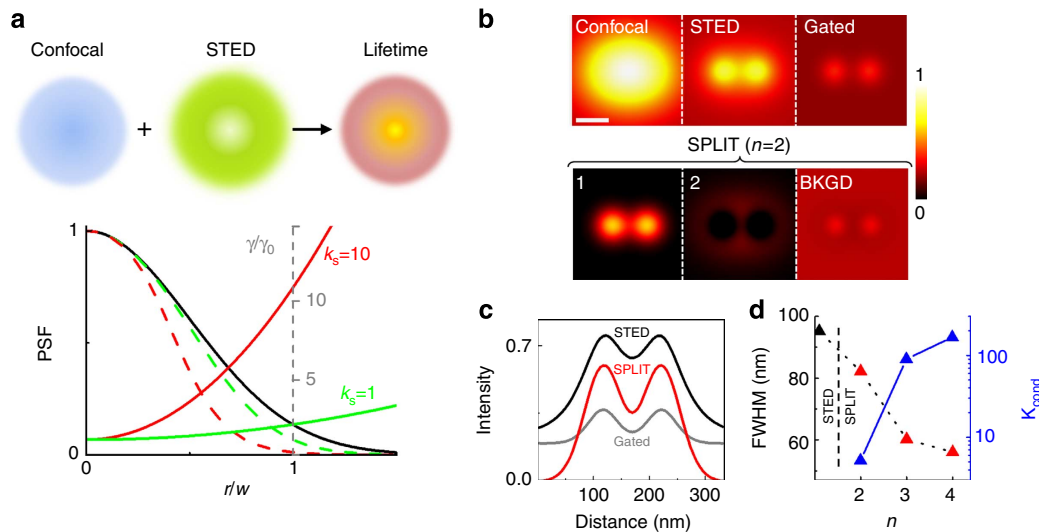 a
Confocal STED Lifetime
+
1
γ/γ0
ks=10
10
PSF
5
ks=1
0
0 1
r/w
b
Confocal STED Gated
1
SPLIT (n=2)
1 2 BKGD
0
c
0.7
STED
SPLIT
Intensity
Gated
0.0
100 200 300
Distance (nm)
d
100
FWHM (nm)
80
60
STED
SPLIT
100
10
Kcond
2 3 4
n